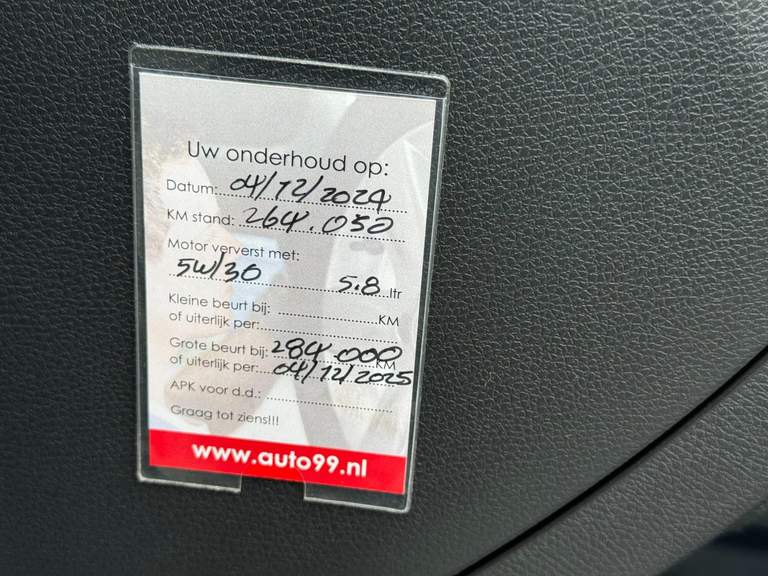 Uw onderhoud op:
Datum: 04/12/2024
KM stand: 264.050
Motor ververst met:
5W/30 5.8 ltr
Kleine beurt bij: KM
of uiterlijk per:
Grote beurt bij: 284.000 KM
of uiterlijk per: 04/12/2025
APK voor d.d.:
Graag tot ziens!!!
www.auto99.nl